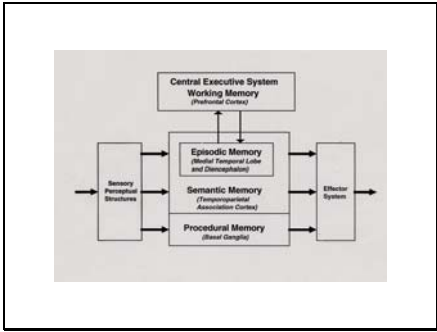 Central Executive System
Working Memory
(Prefrontal Cortex)
Episodic Memory
(Medial Temporal Lobe
and Diencephalon)
Sensory
Perceptual
Structures
Semantic Memory
(Temporoparietal
Association Cortex)
Effector
System
Procedural Memory
(Basal Ganglia)